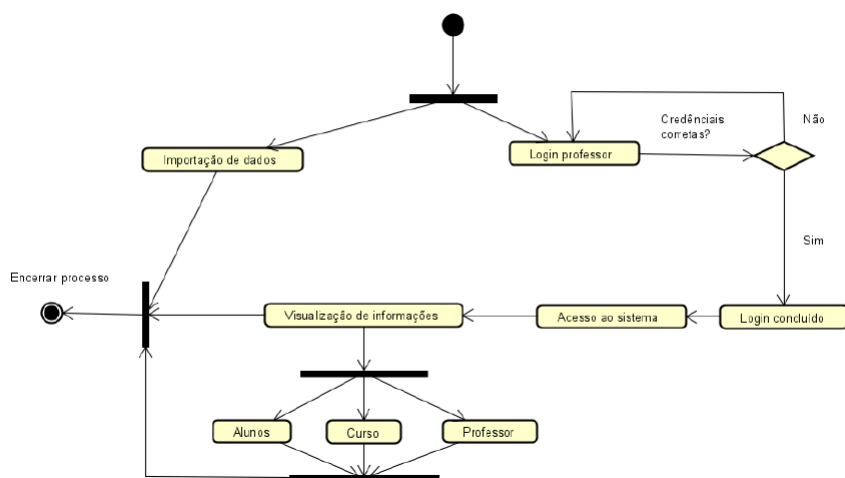 Credênciais
corretas?
Não
Importação de dados
Login professor
Sim
Encerrar processo
Visualização de informações
Acesso ao sistema
Login concluído
Alunos
Curso
Professor